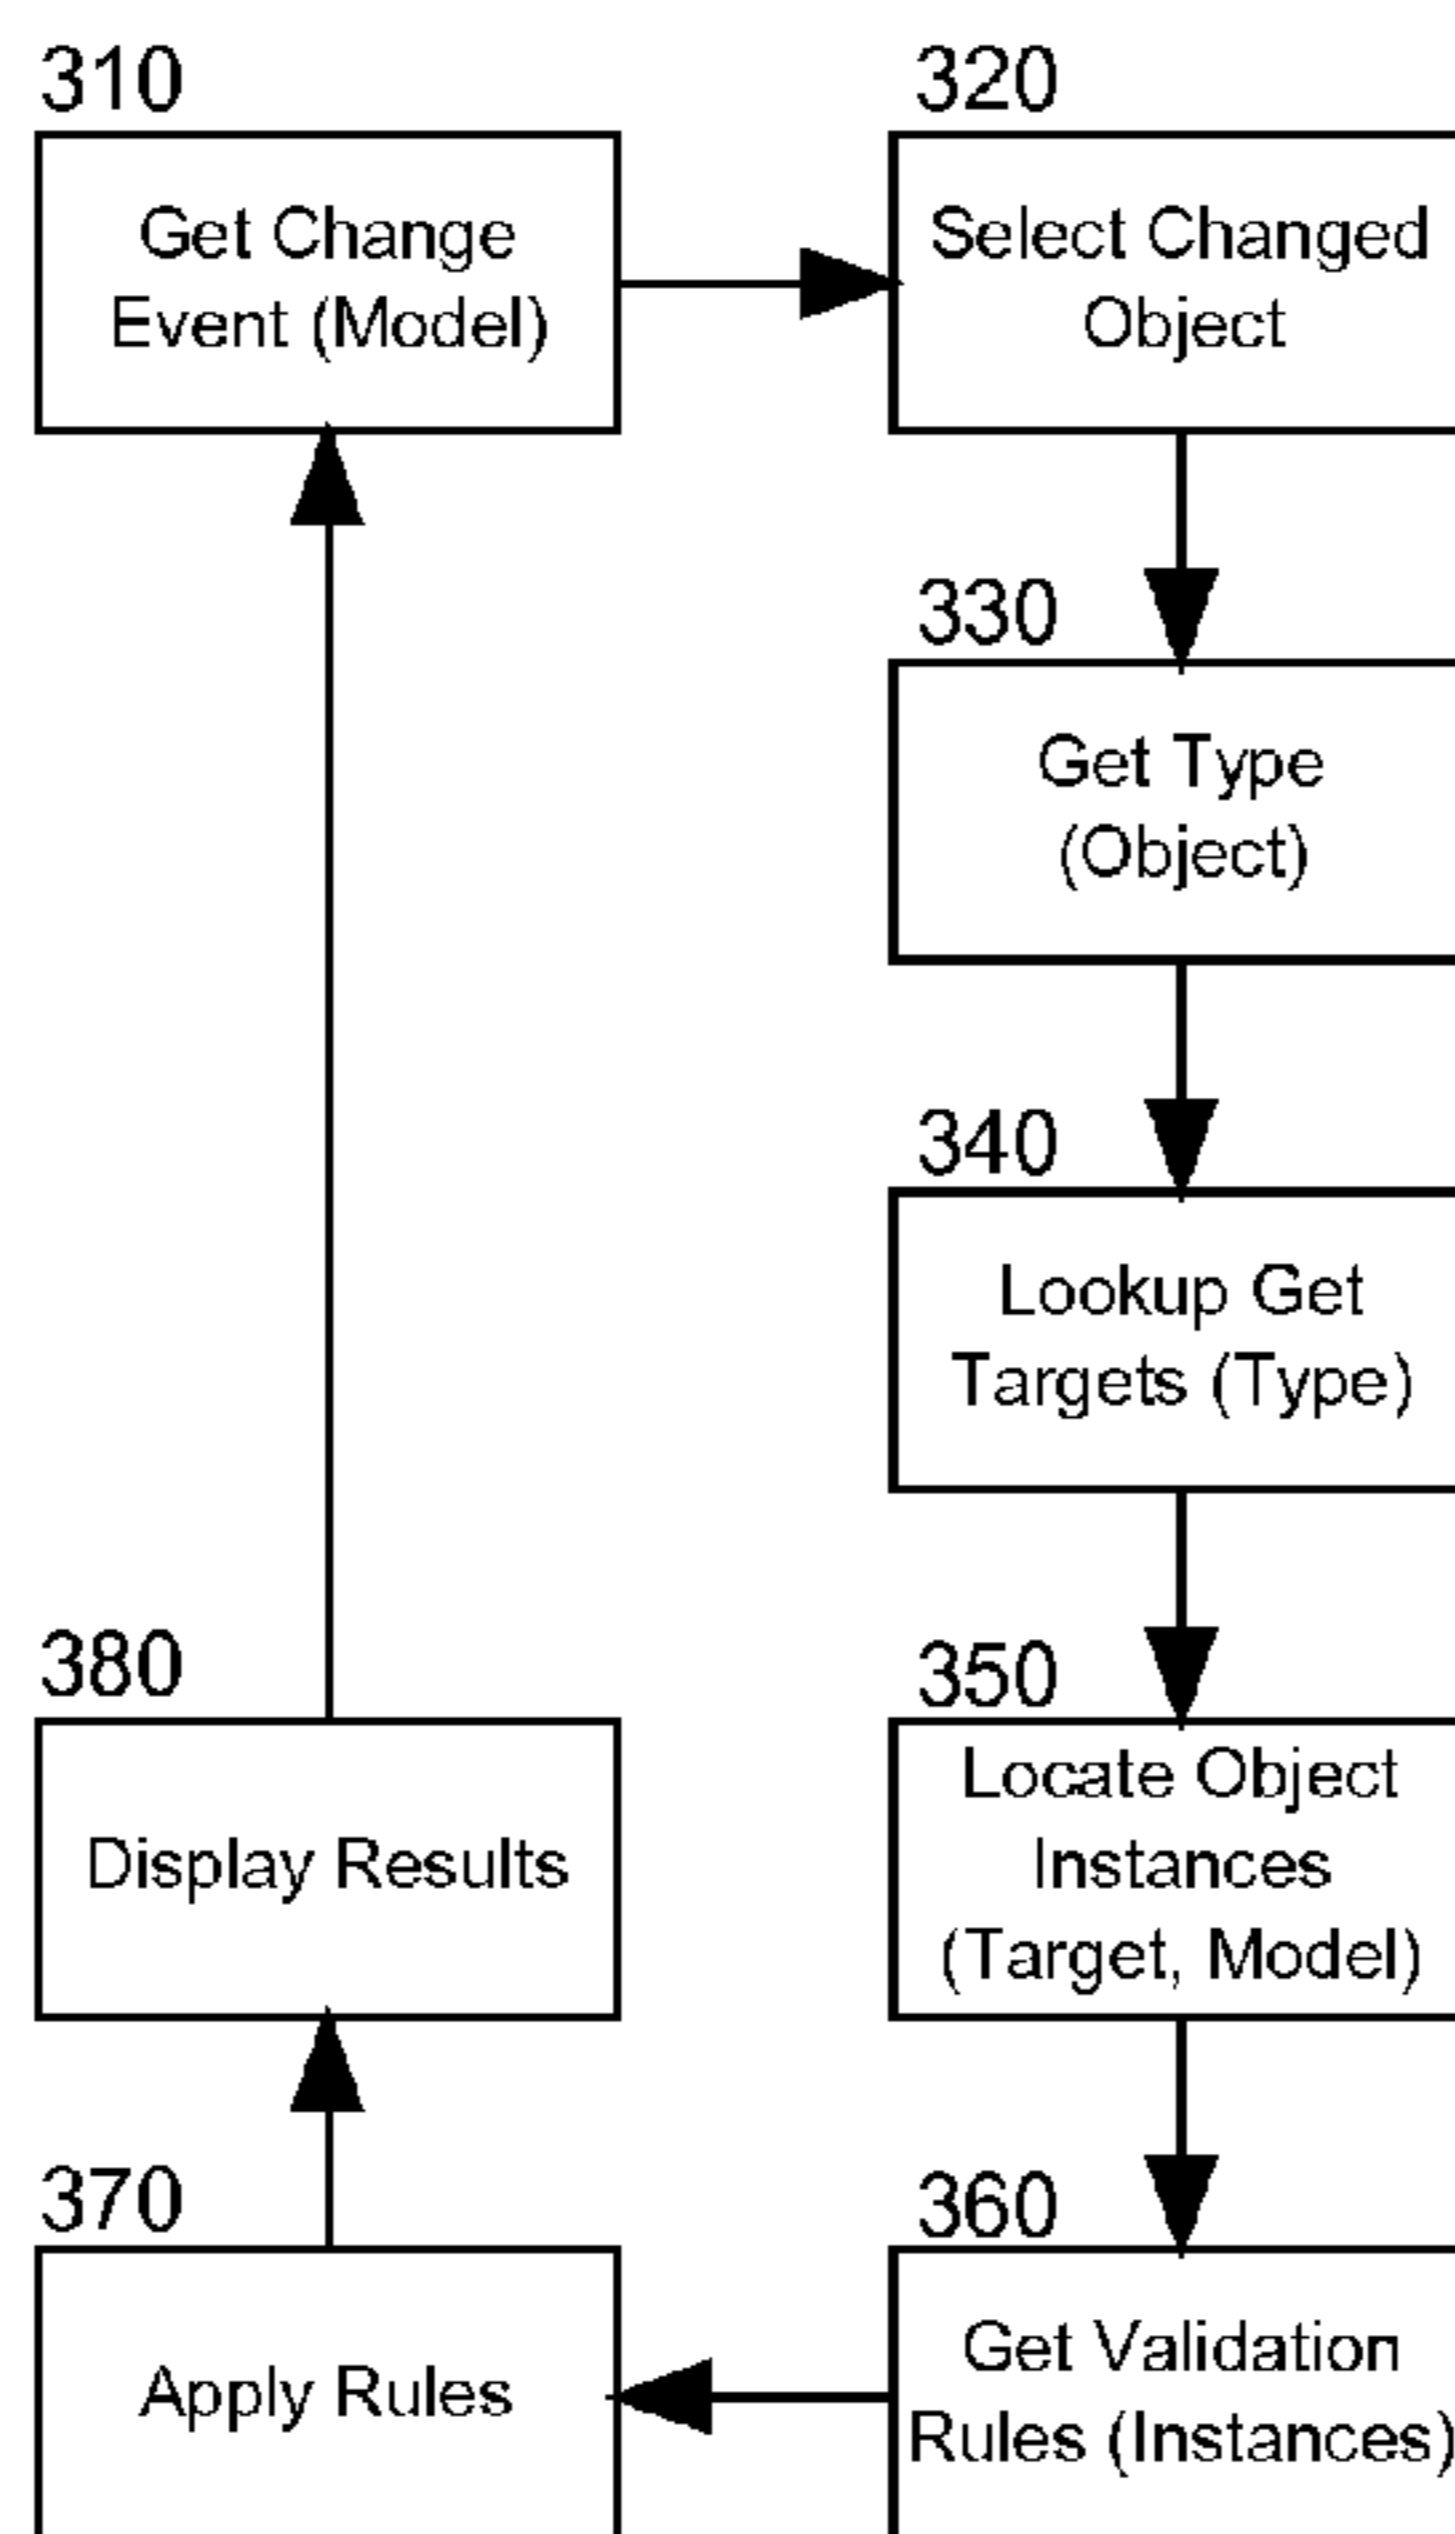 310
Get Change
Event (Model)
320
Select Changed
Object
330
Get Type
(Object)
340
Lookup Get
Targets (Type)
350
Locate Object
Instances
(Target, Model)
360
Get Validation
Rules (Instances)
370
Apply Rules
380
Display Results